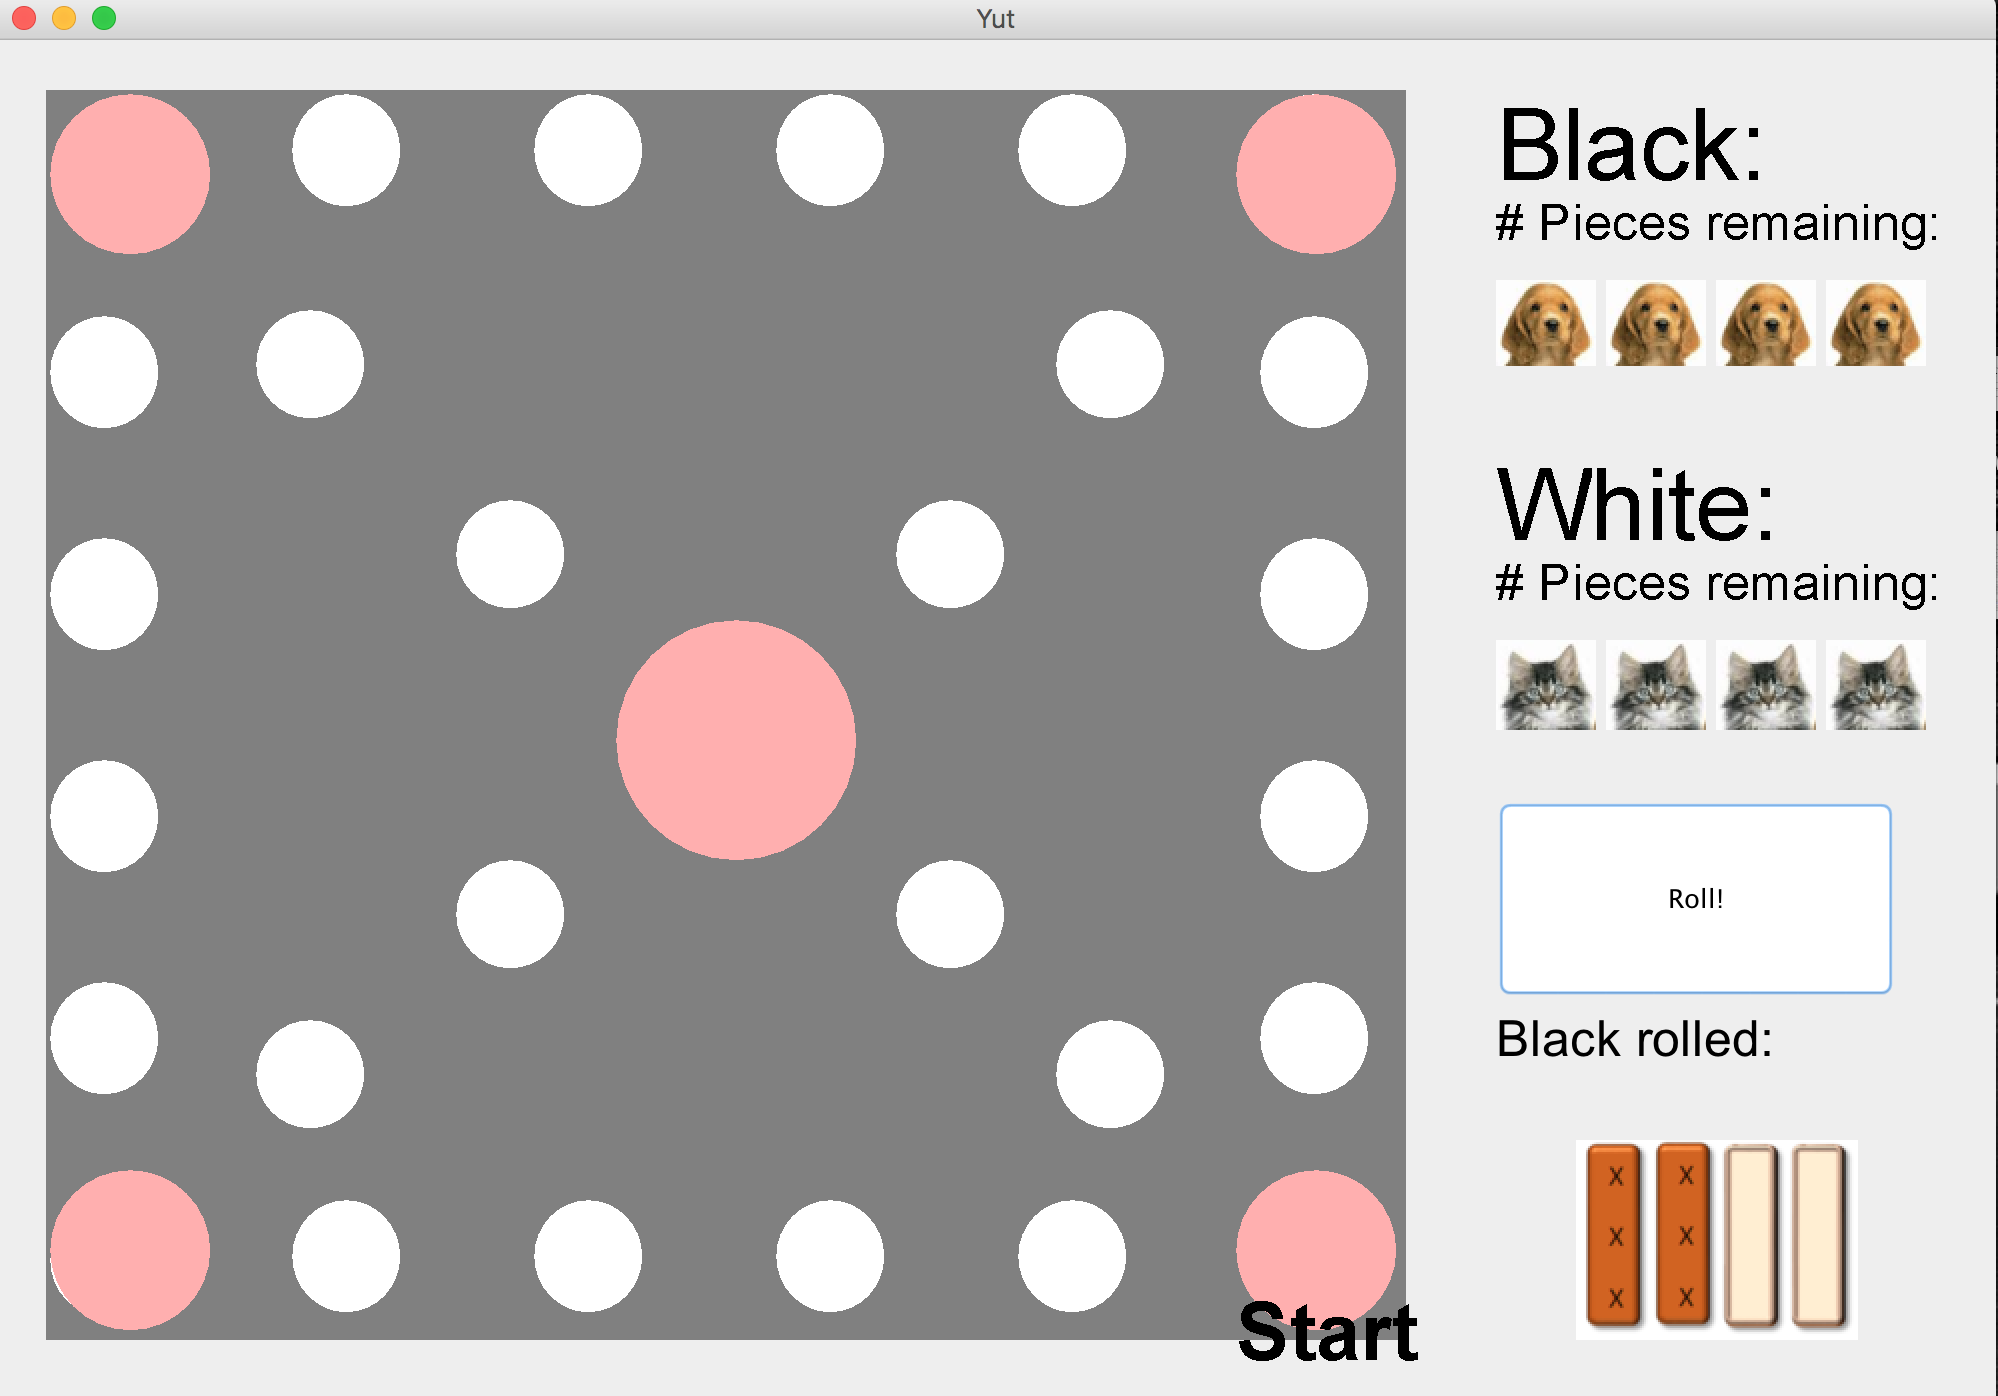 Yut
Black:
# Pieces remaining:
White:
# Pieces remaining:
Roll!
Black rolled:
X X
X X
X X
Start